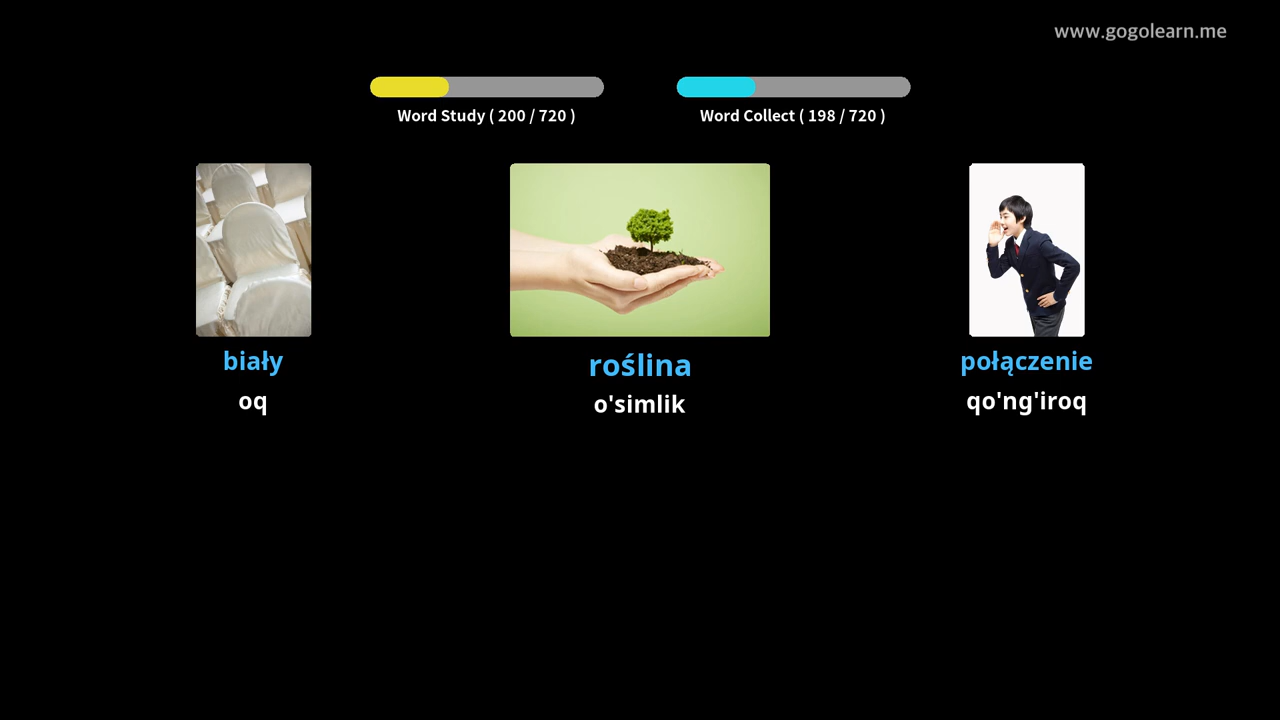 www.gogolearn.me
Word Study ( 200 / 720 )
Word Collect ( 198 / 720 )
biały
roślina
połączenie
oq
o'simlik
qo'ng'iroq